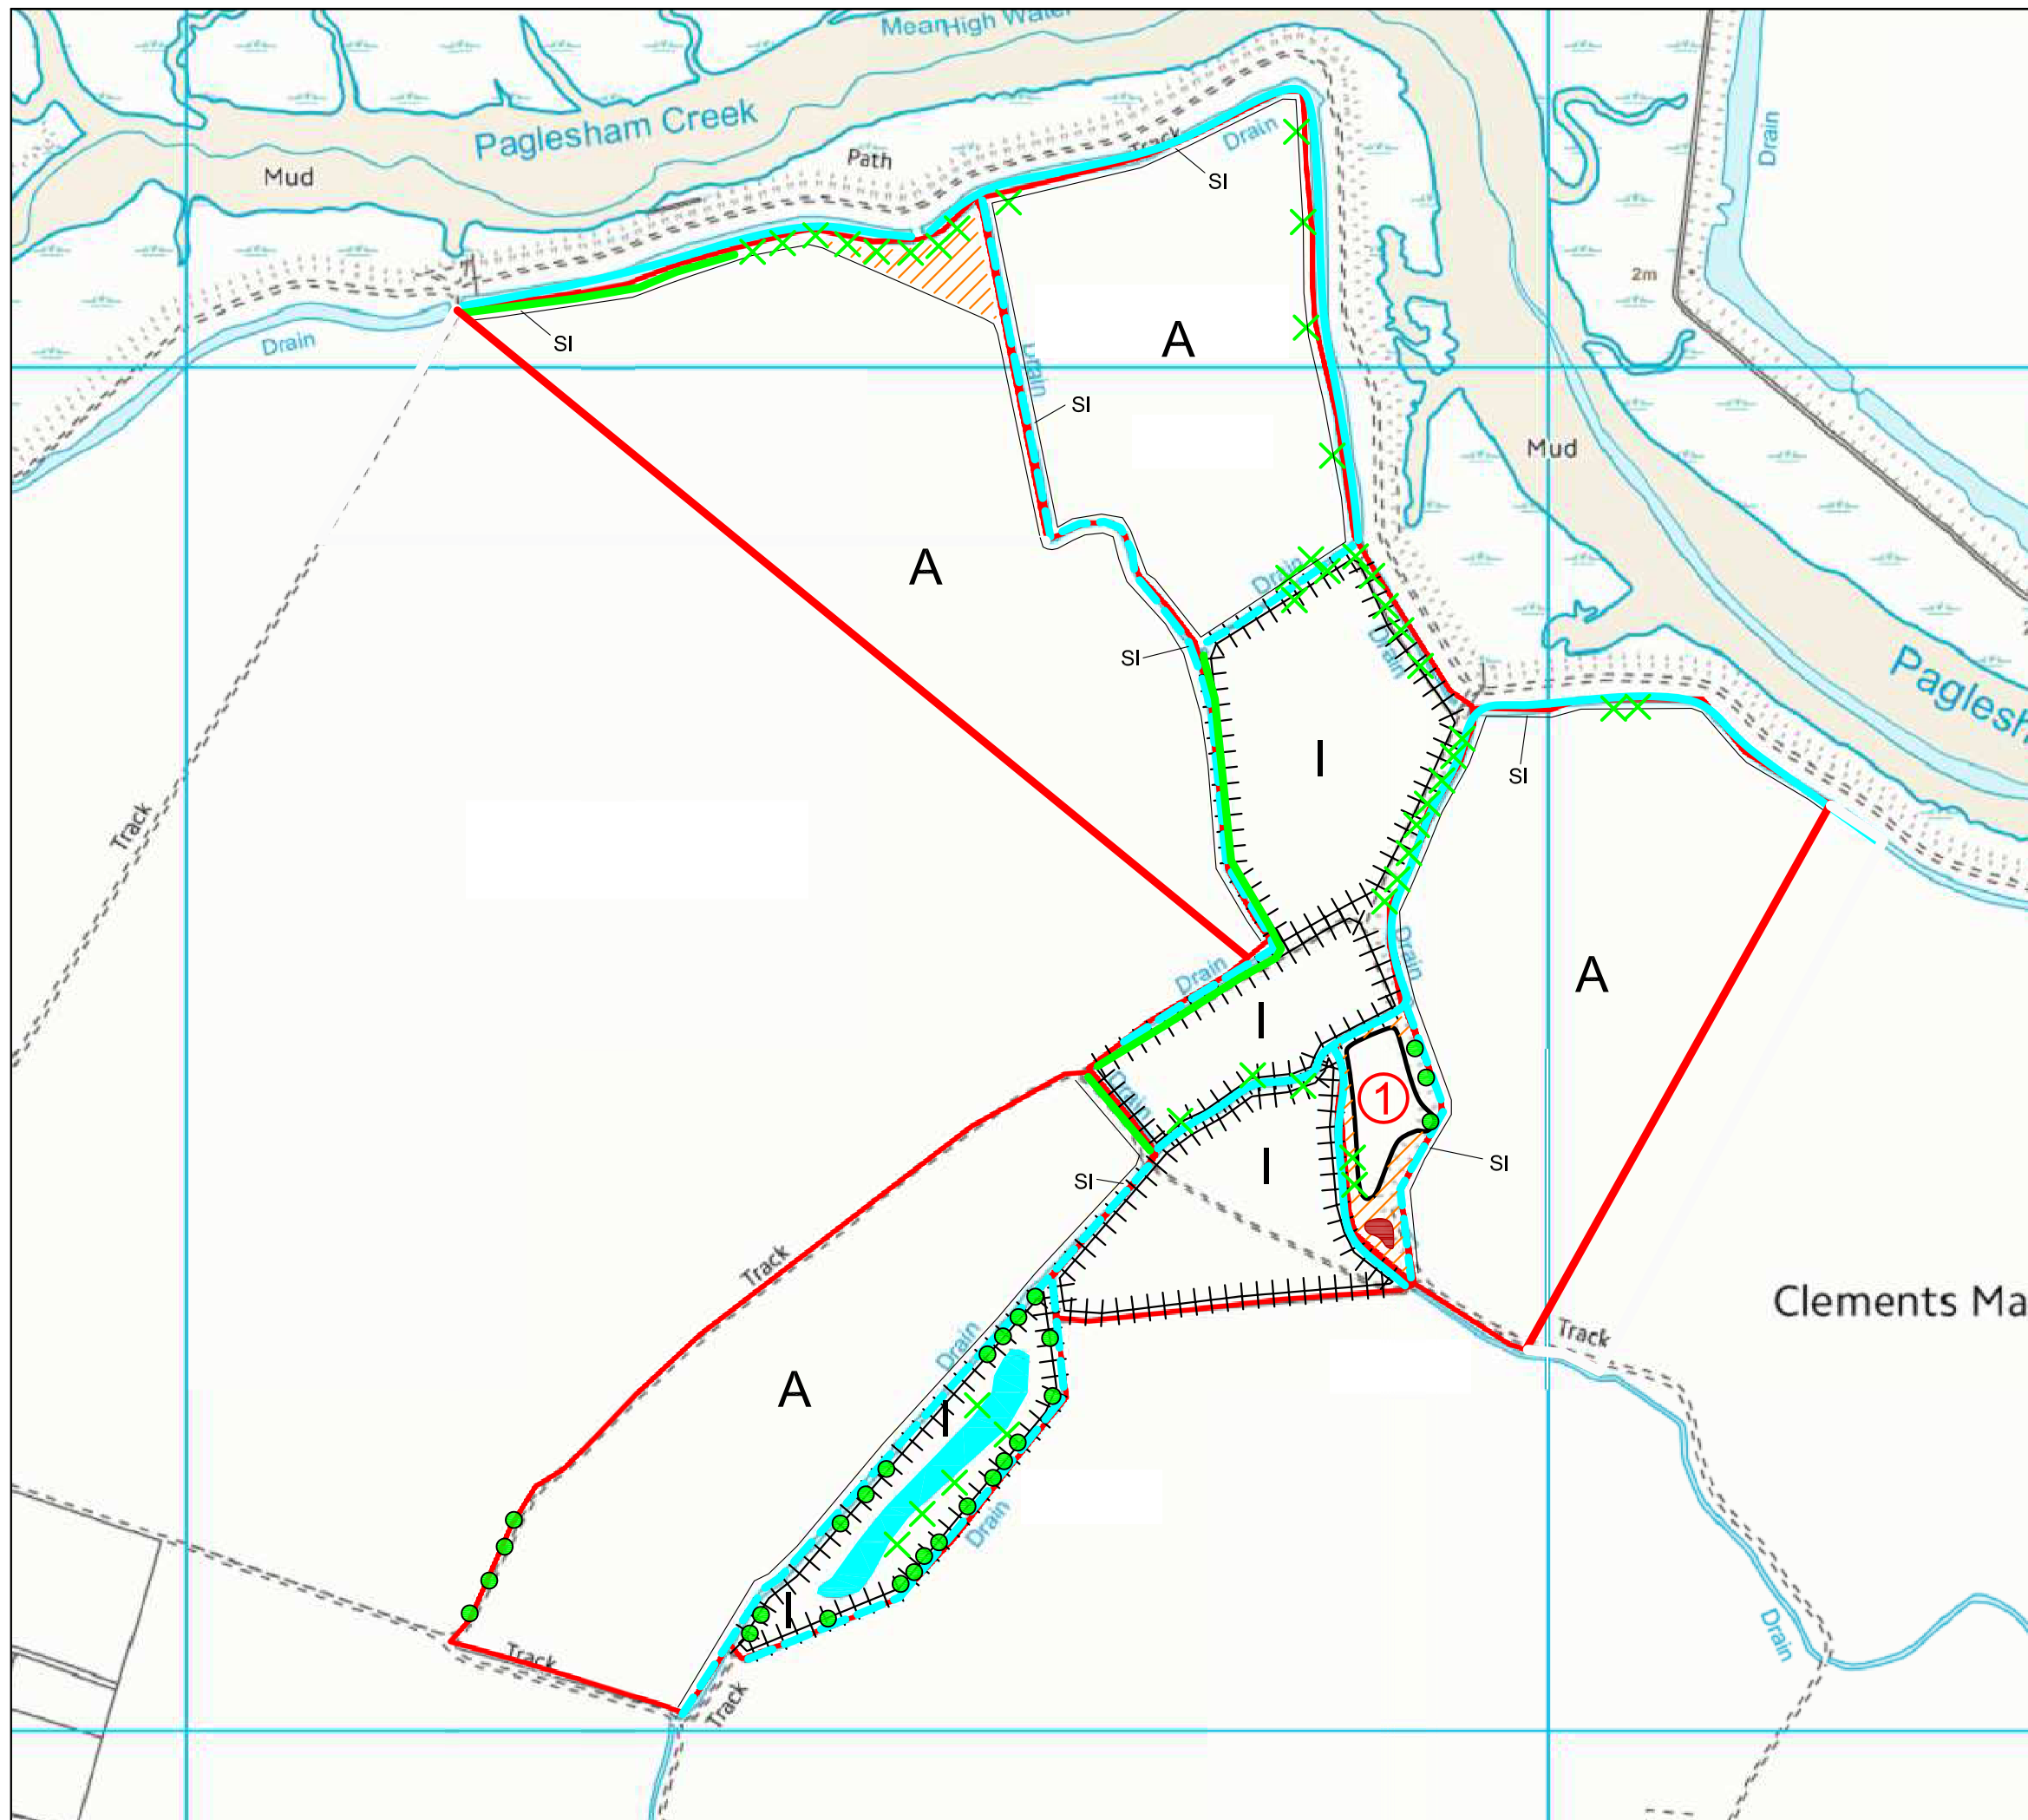 Mean High Water
Paglesham Creek
Path
Mud
Track
Drain
SI
Drain
2m
Drain
SI
A
Drain
SI
Mud
A
Drain
SI
Drain
Paglesh
I
SI
Track
Drain
Drain
A
I
Drain
1
I
SI
SI
Track
Clements Ma
Track
Drain
A
I
Drain
I
Drain
Track
Track